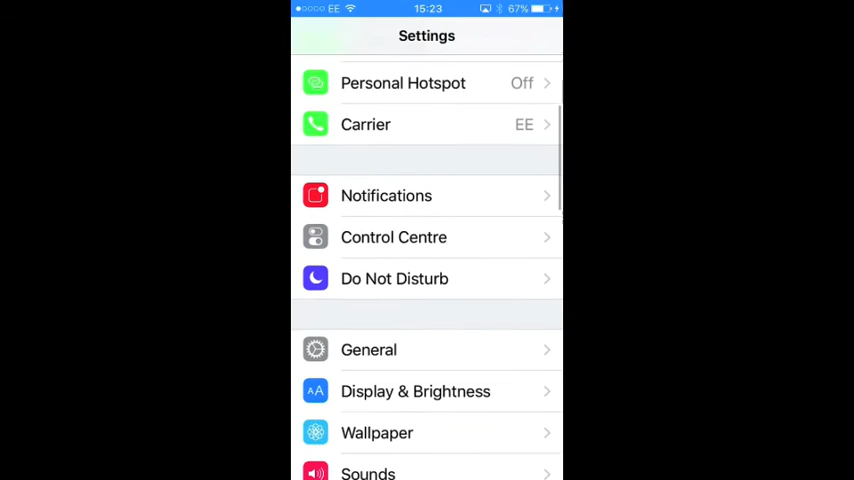 EE 15:23 67%
Settings
Personal Hotspot Off
Carrier EE
Notifications
Control Centre
Do Not Disturb
General
AA Display & Brightness
Wallpaper
Sounds